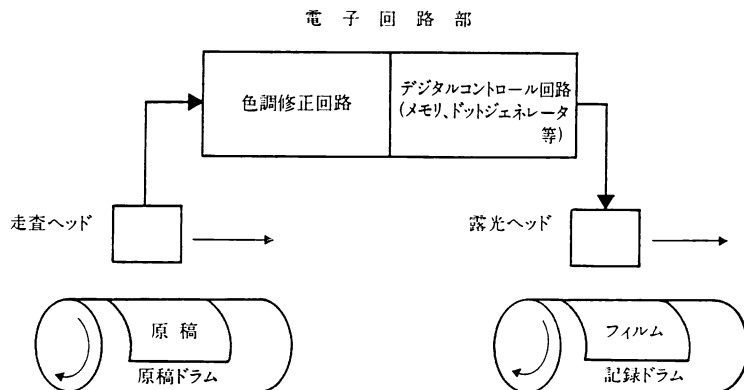 電子回路部
色調修正回路
デジタルコントロール回路
(メモリ、ドットジェネレータ
等)
走査ヘッド
露光ヘッド
原稿
フィルム
原稿ドラム
記録ドラム